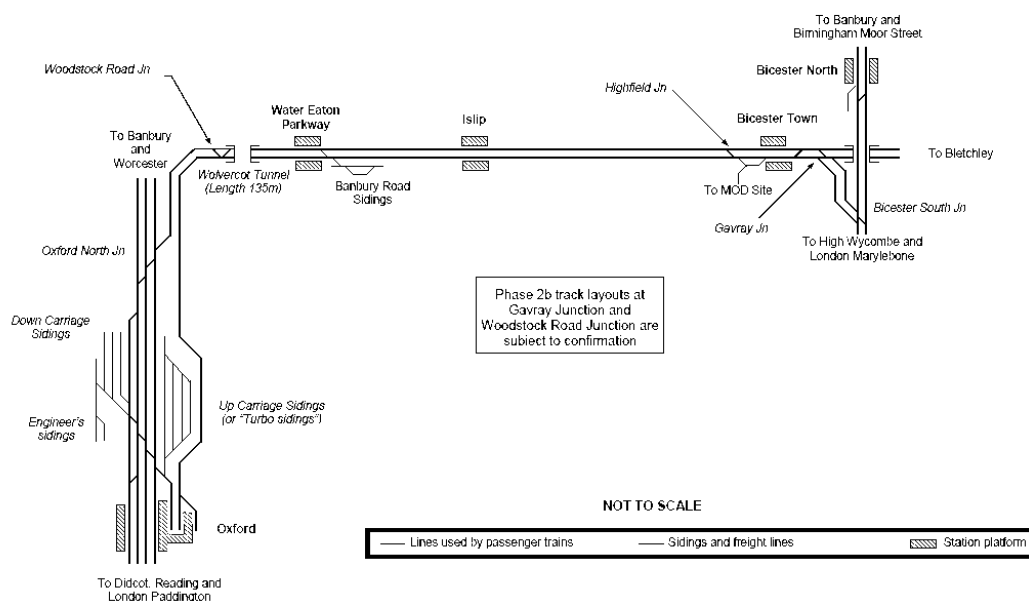 To Banbury and
Birmingham Moor Street
Woodstock Road Jn
Bicester North
Highfield Jn
Water Eaton
Parkway
Islip
Bicester Town
To Banbury
and
Worcester
To Bletchley
Wolvercot Tunnel
(Length 135m)
Banbury Road
Sidings
To MOD Site
Bicester South Jn
Gavray Jn
To High Wycombe and
London Marylebone
Oxford North Jn
Phase 2b track layouts at
Gavray Junction and
Woodstock Road Junction are
subject to confirmation
Down Carriage
Sidings
Up Carriage Sidings
(or "Turbo sidings")
Engineer's
sidings
NOT TO SCALE
Oxford
Lines used by passenger trains
Sidings and freight lines
Station platform
To Didcot, Reading and
London Paddington